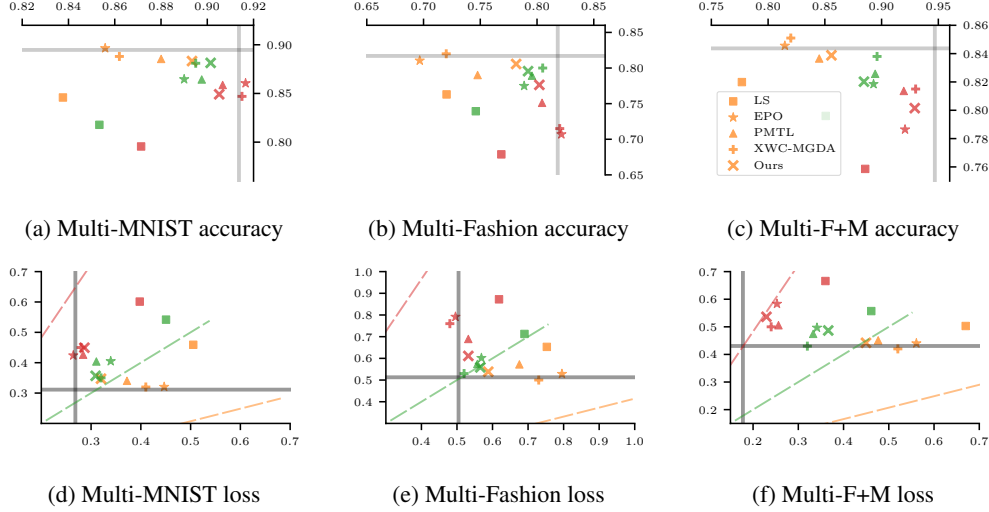 0.82 0.84 0.86 0.88 0.90 0.92
0.90
0.85
0.80
0.65 0.70 0.75 0.80 0.85
0.85
0.80
0.75
0.70
0.65
0.75 0.80 0.85 0.90 0.95
0.86
0.84
0.82
0.80
0.78
0.76
LS
EPO
PMTL
XWC-MGDA
Ours
(a) Multi-MNIST accuracy
(b) Multi-Fashion accuracy
(c) Multi-F+M accuracy
0.7
0.6
0.5
0.4
0.3
0.3 0.4 0.5 0.6 0.7
1.0
0.9
0.8
0.7
0.6
0.5
0.4
0.4 0.5 0.6 0.7 0.8 0.9 1.0
0.7
0.6
0.5
0.4
0.3
0.2
0.2 0.3 0.4 0.5 0.6 0.7
(d) Multi-MNIST loss
(e) Multi-Fashion loss
(f) Multi-F+M loss